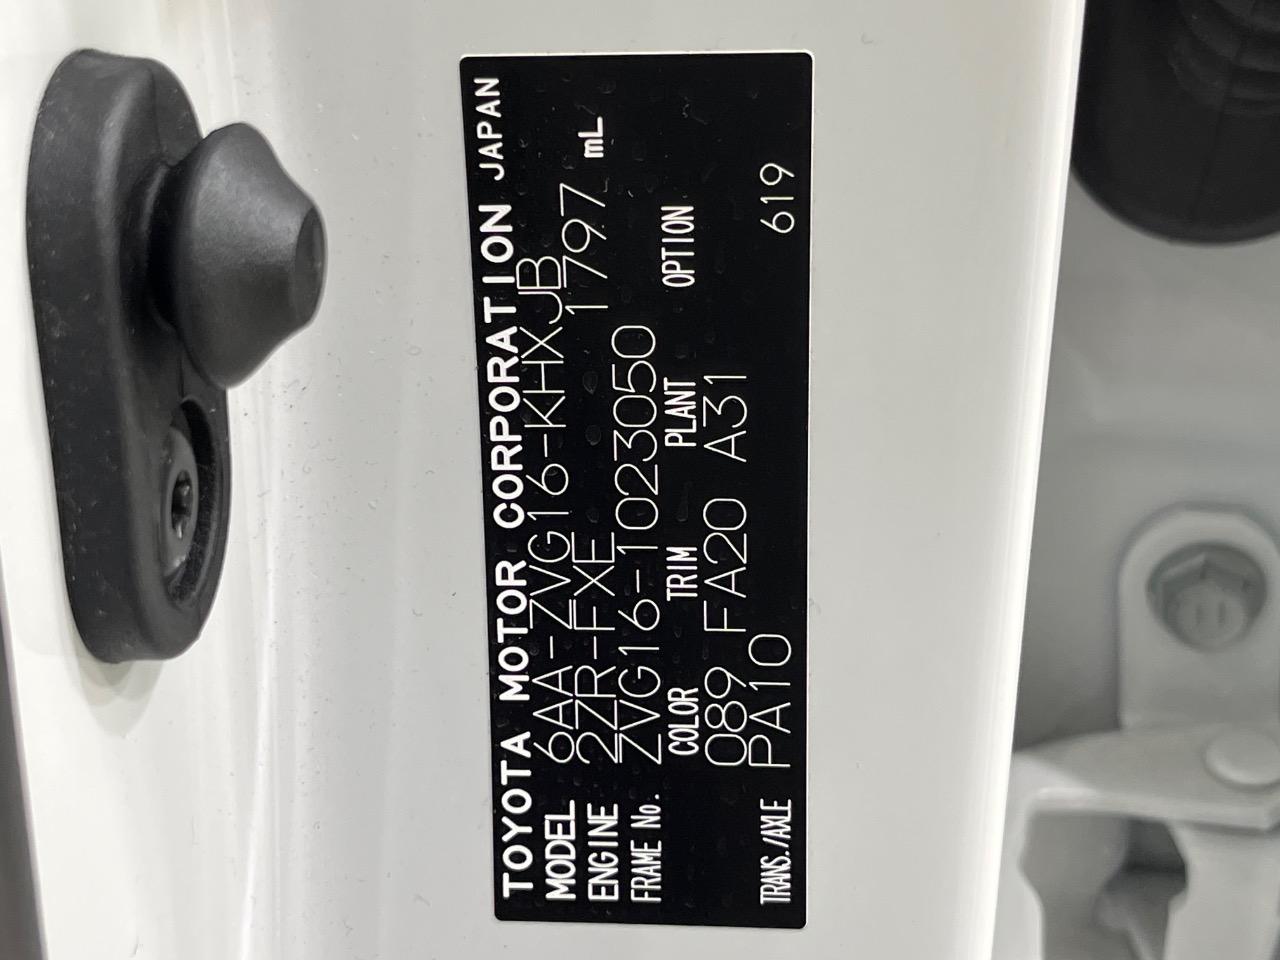 TOYOTA MOTOR CORPORATION JAPAN
MODEL 6AA-ZVG16-KHXJB
ENGINE 2ZR-FXE 1797 mL
FRAME No. ZVG16-1023050
COLOR TRIM PLANT OPTION
089 FA20 A31
TRANS./AXLE PA10 619